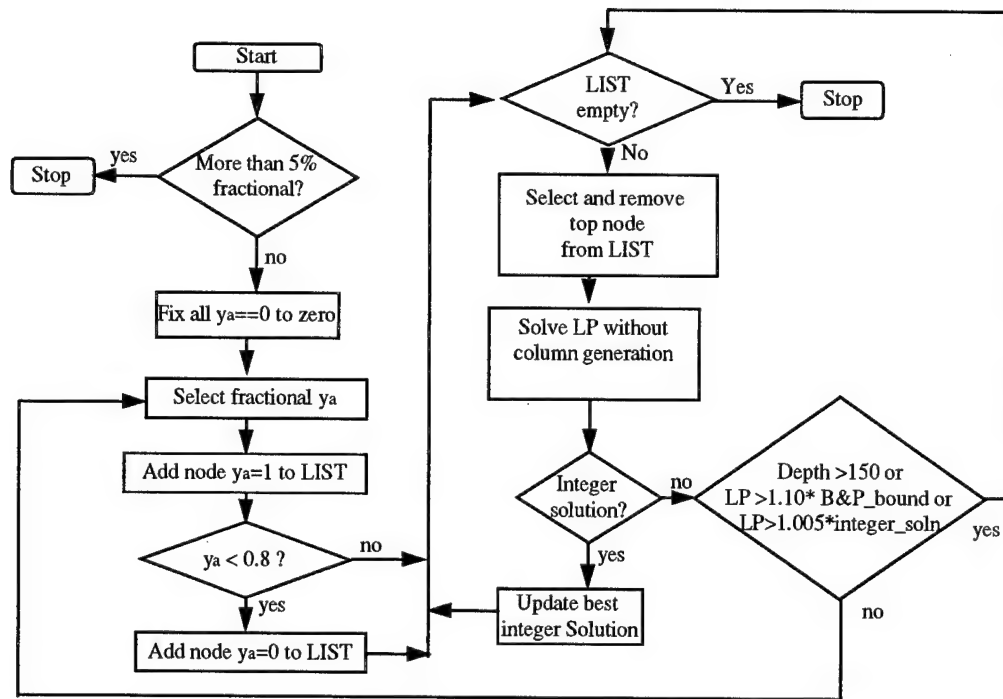 Start
More than 5%
fractional?
yes
Stop
no
Fix all ya==0 to zero
Select fractional ya
Add node ya=1 to LIST
ya < 0.8 ?
no
yes
Add node ya=0 to LIST
LIST
empty?
Yes
Stop
No
Select and remove
top node
from LIST
Solve LP without
column generation
Integer
solution?
no
yes
Update best
integer Solution
Depth >150 or
LP >1.10* B&P_bound or
LP>1.005*integer_soln
yes
no